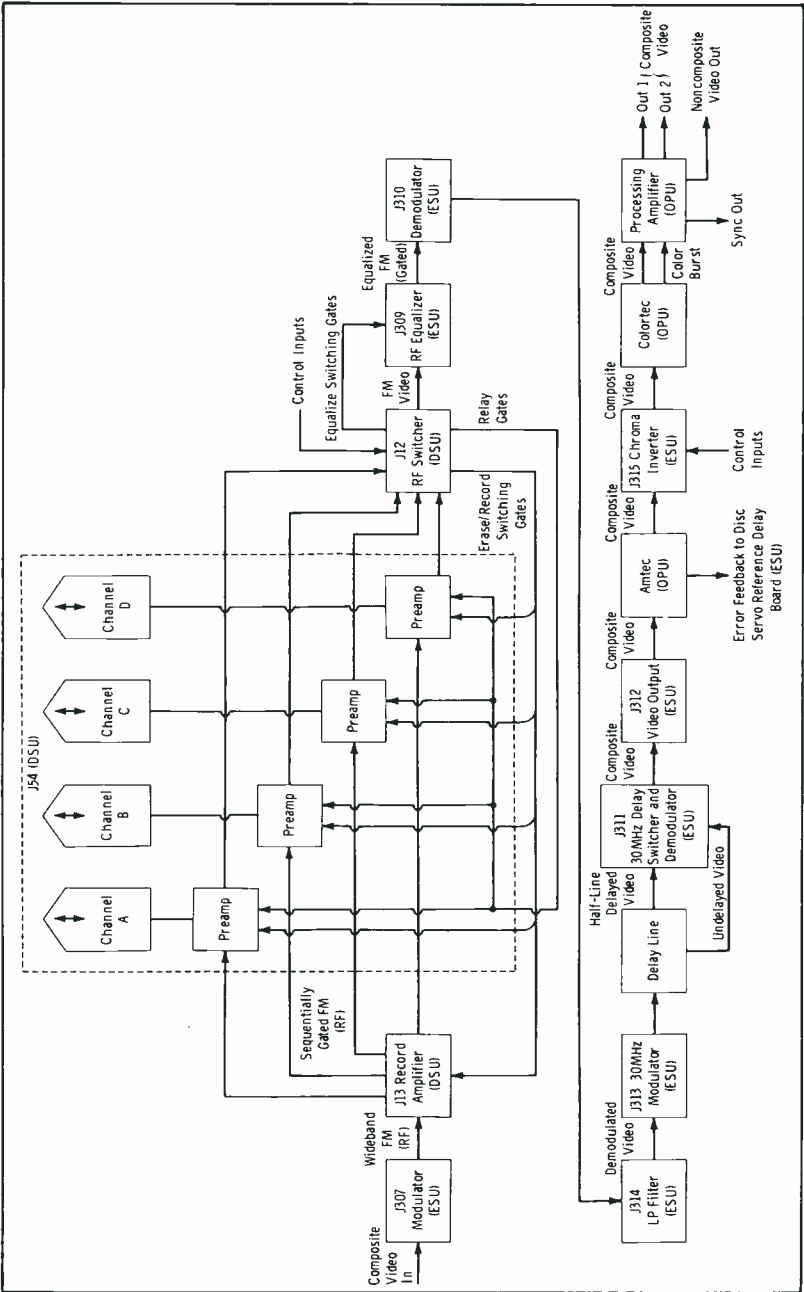 J54 (DSU)
Channel
A
Channel
B
Channel
C
Channel
D
Preamp
Preamp
Preamp
Preamp
Composite
Video
In
J307
Modulator
(ESU)
Wideband
FM
(RF)
J13 Record
Amplifier
(DSU)
Sequentially
Gated FM
(RF)
Control Inputs
Equalize Switching Gates
J12
RF Switcher
(DSU)
Relay
Gates
Erase/Record
Switching
Gates
FM
Video
J309
RF Equalizer
(ESU)
Equalized
FM
(Gated)
J310
Demodulator
(ESU)
J314
LP Filter
(ESU)
Demodulated
Video
J313 30MHz
Modulator
(ESU)
Delay Line
Half-Line
Delayed
Video
Undelayed Video
J311
30MHz Delay
Switcher and
Demodulator
(ESU)
Composite
Video
J312
Video Output
(ESU)
Composite
Video
Amtec
(OPU)
Error Feedback to Disc
Servo Reference Delay
Board (ESU)
Composite
Video
J315 Chroma
Inverter
(ESU)
Control
Inputs
Composite
Video
Colortec
(OPU)
Composite
Video
Color
Burst
Processing
Amplifier
(OPU)
Out 1 Composite
Out 2 Video
Noncomposite
Video Out
Sync Out